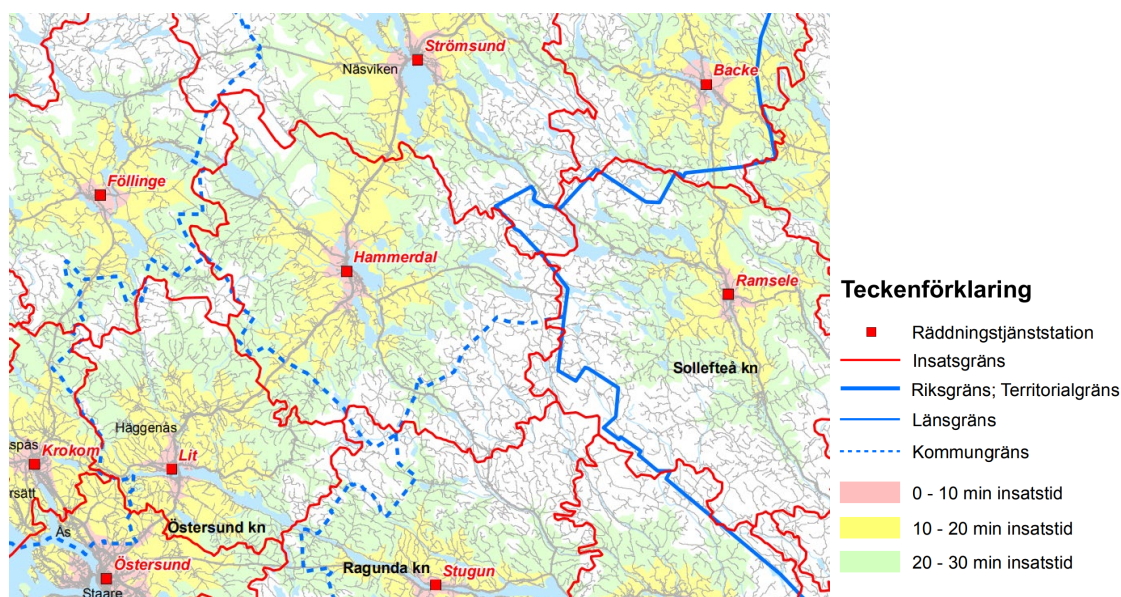 Strömsund
Näsviken
Backe
Föllinge
Hammerdal
Ramsele
Sollefteå kn
Häggenås
spås
Krokom
Lit
rsätt
Östersund kn
Ås
Ragunda kn
Östersund
Stugun
Staare
Teckenförklaring
Räddningstjänststation
Insatsgräns
Riksgräns; Territorialgräns
Länsgräns
Kommungräns
0 - 10 min insatstid
10 - 20 min insatstid
20 - 30 min insatstid